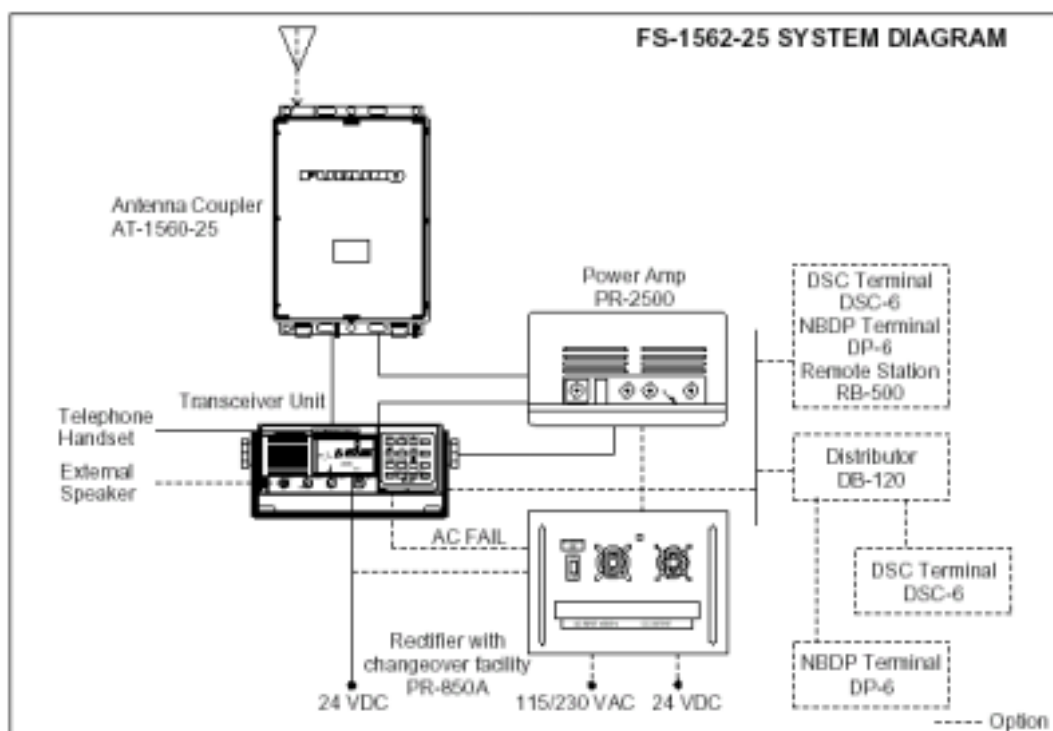 FS-1562-25 SYSTEM DIAGRAM
FURUNO
Antenna Coupler
AT-1560-25
Power Amp
PR-2500
DSC Terminal
DSC-6
NBDP Terminal
DP-6
Remote Station
RB-500
Transceiver Unit
Telephone
Handset
External
Speaker
Distributor
DB-120
AC FAIL
DSC Terminal
DSC-6
Rectifier with
changeover facility
PR-850A
NBDP Terminal
DP-6
24 VDC
115/230 VAC
24 VDC
Option